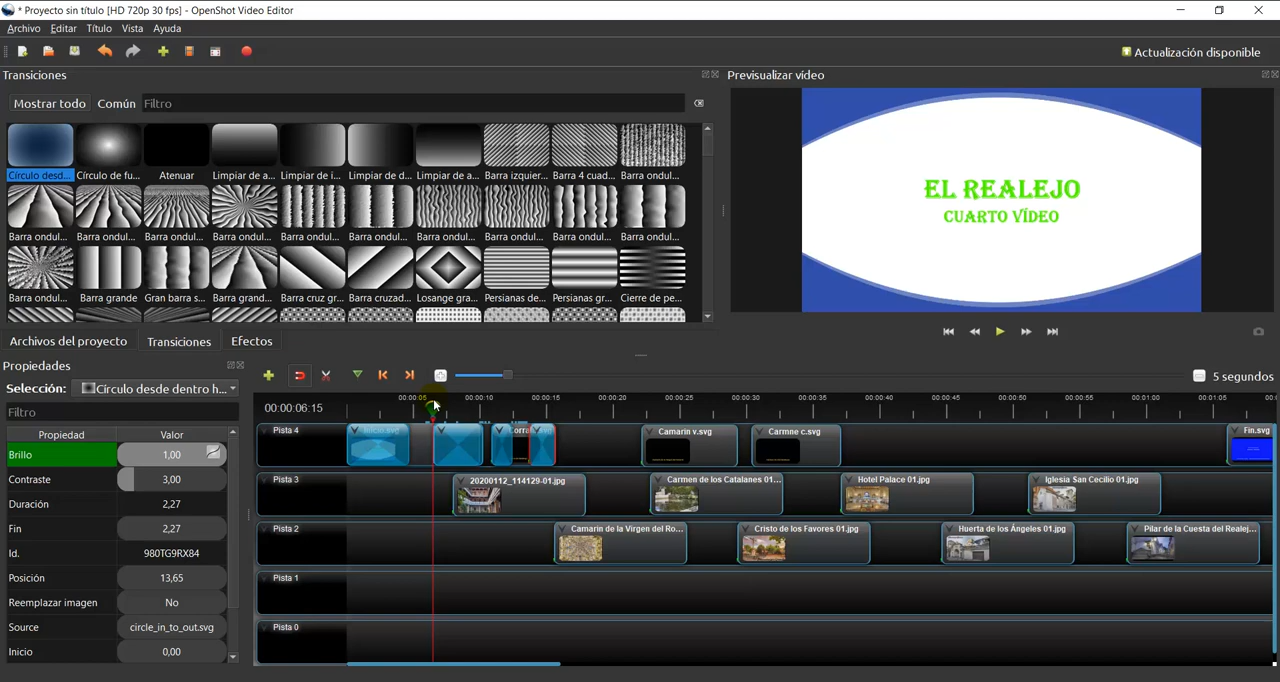 * Proyecto sin título [HD 720p 30 fps] - OpenShot Video Editor
Archivo Editar Título Vista Ayuda
Actualización disponible
Transiciones
Previsualizar vídeo
Mostrar todo Común Filtro
Círculo desd... Círculo de fu... Atenuar Limpiar de a... Limpiar de i... Limpiar de d... Limpiar de a... Barra izquier... Barra 4 cuad... Barra ondul...
Barra ondul... Barra ondul... Barra ondul... Barra ondul... Barra ondul... Barra ondul... Barra ondul... Barra ondul... Barra ondul... Barra ondul...
Barra ondul... Barra grande Gran barra s... Barra grand... Barra cruz gr... Barra cruzad... Losange gra... Persianas de... Persianas gr... Cierre de pe...
EL REALEJO
CUARTO VÍDEO
Archivos del proyecto Transiciones Efectos
Propiedades
Selección: Círculo desde dentro h...
Filtro
Propiedad Valor
Brillo 1,00
Contraste 3,00
Duración 2,27
Fin 2,27
Id. 980TG9RX84
Posición 13,65
Reemplazar imagen No
Source circle_in_to_out.svg
Inicio 0,00
5 segundos
00:00:06:15
00:00:05 00:00:10 00:00:15 00:00:20 00:00:25 00:00:30 00:00:35 00:00:40 00:00:45 00:00:50 00:00:55 00:01:00 00:01:05
Pista 4
Camarin v.svg Carmne c.svg Fin.svg
Pista 3
20200112_114129-01.jpg Carmen de los Catalanes 01... Hotel Palace 01.jpg Iglesia San Cecilio 01.jpg
Pista 2
Camarin de la Virgen del Ro... Cristo de los Favores 01.jpg Huerta de los Ángeles 01.jpg Pilar de la Cuesta del Realej...
Pista 1
Pista 0